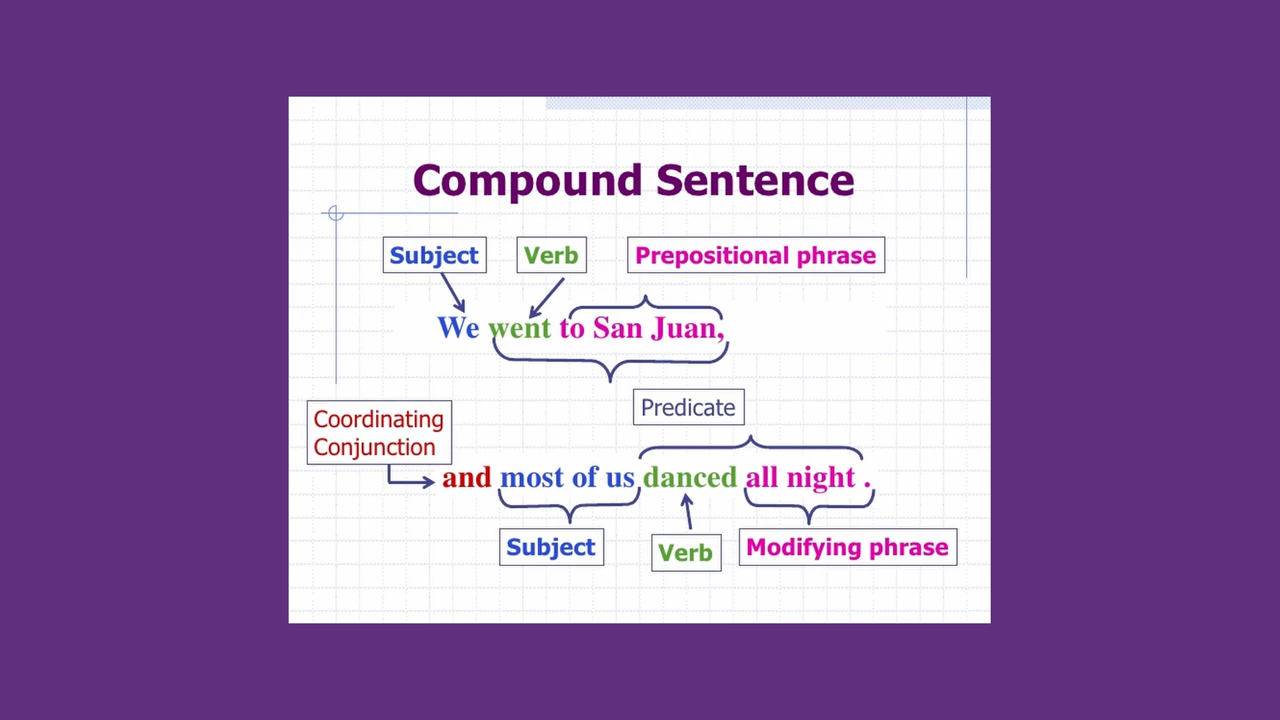 Compound Sentence
Subject Verb Prepositional phrase
We went to San Juan,
Predicate
Coordinating
Conjunction
and most of us danced all night .
Subject Verb Modifying phrase